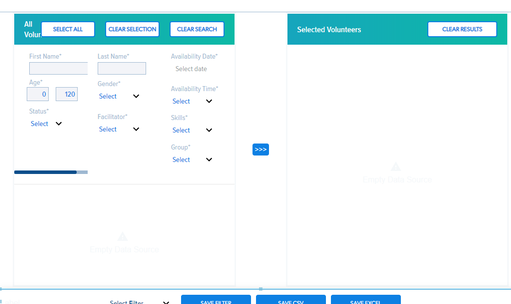 All
Volun
SELECT ALL
CLEAR SELECTION
CLEAR SEARCH
First Name*
Last Name*
Availability Date*
Select date
Age*
0
120
Gender*
Select
Availability Time*
Select
Status*
Select
Facilitator*
Select
Skills*
Select
Group*
Select
>>>
Selected Volunteers
CLEAR RESULTS
Select Filter
SAVE FILTER
SAVE CSV
SAVE EXCEL